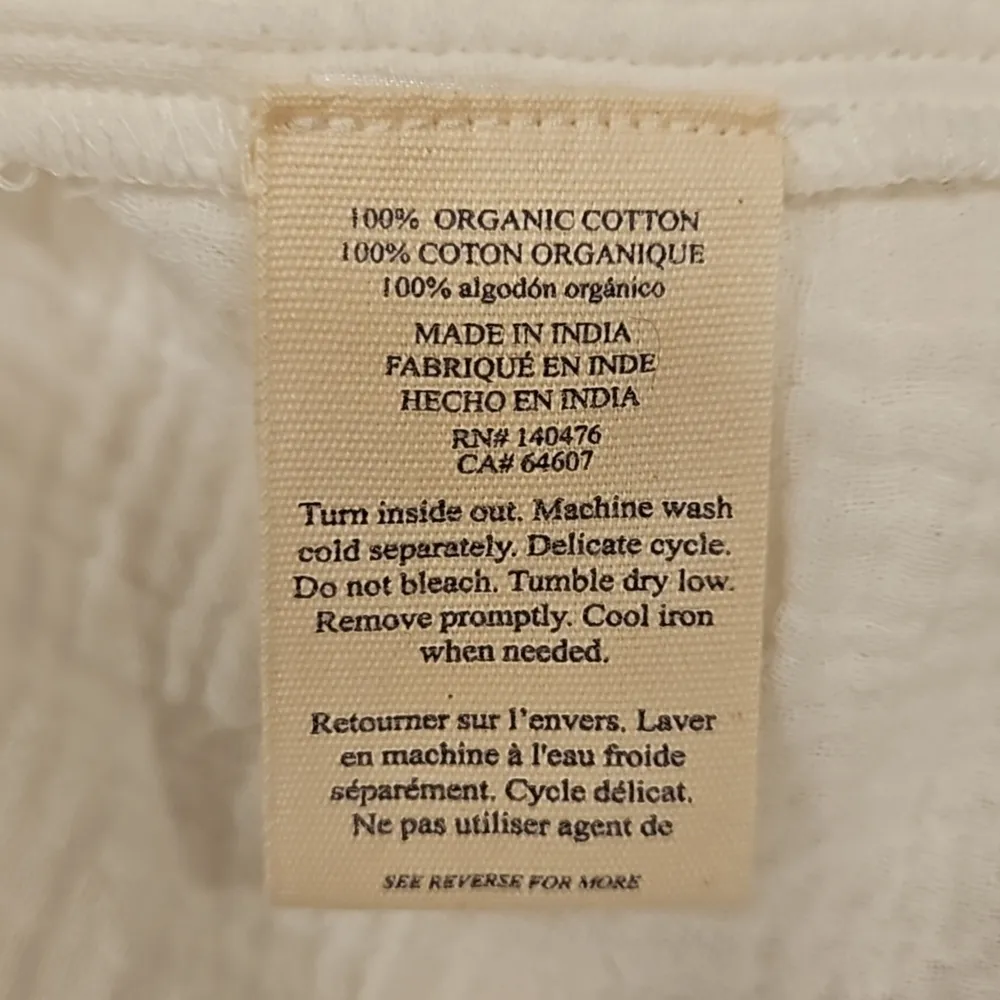 100% ORGANIC COTTON
100% COTON ORGANIQUE
100% algodón orgánico
MADE IN INDIA
FABRIQUÉ EN INDE
HECHO EN INDIA
RN# 140476
CA# 64607
Turn inside out. Machine wash
cold separately. Delicate cycle.
Do not bleach. Tumble dry low.
Remove promptly. Cool iron
when needed.
Retourner sur l'envers. Laver
en machine à l'eau froide
séparément. Cycle délicat.
Ne pas utiliser agent de
SEE REVERSE FOR MORE